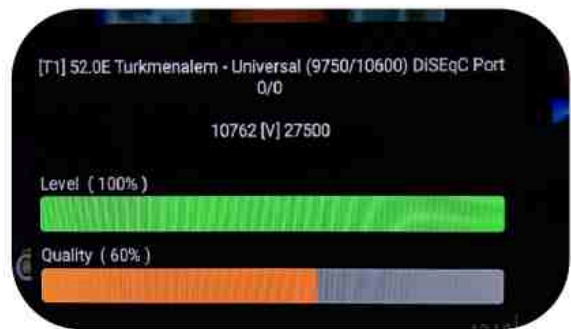 [T1] 52.0E Turkmenalem - Universal (9750/10600) DiSEqC Port
0/0
10762 [V] 27500
Level ( 100% )
Quality ( 60% )